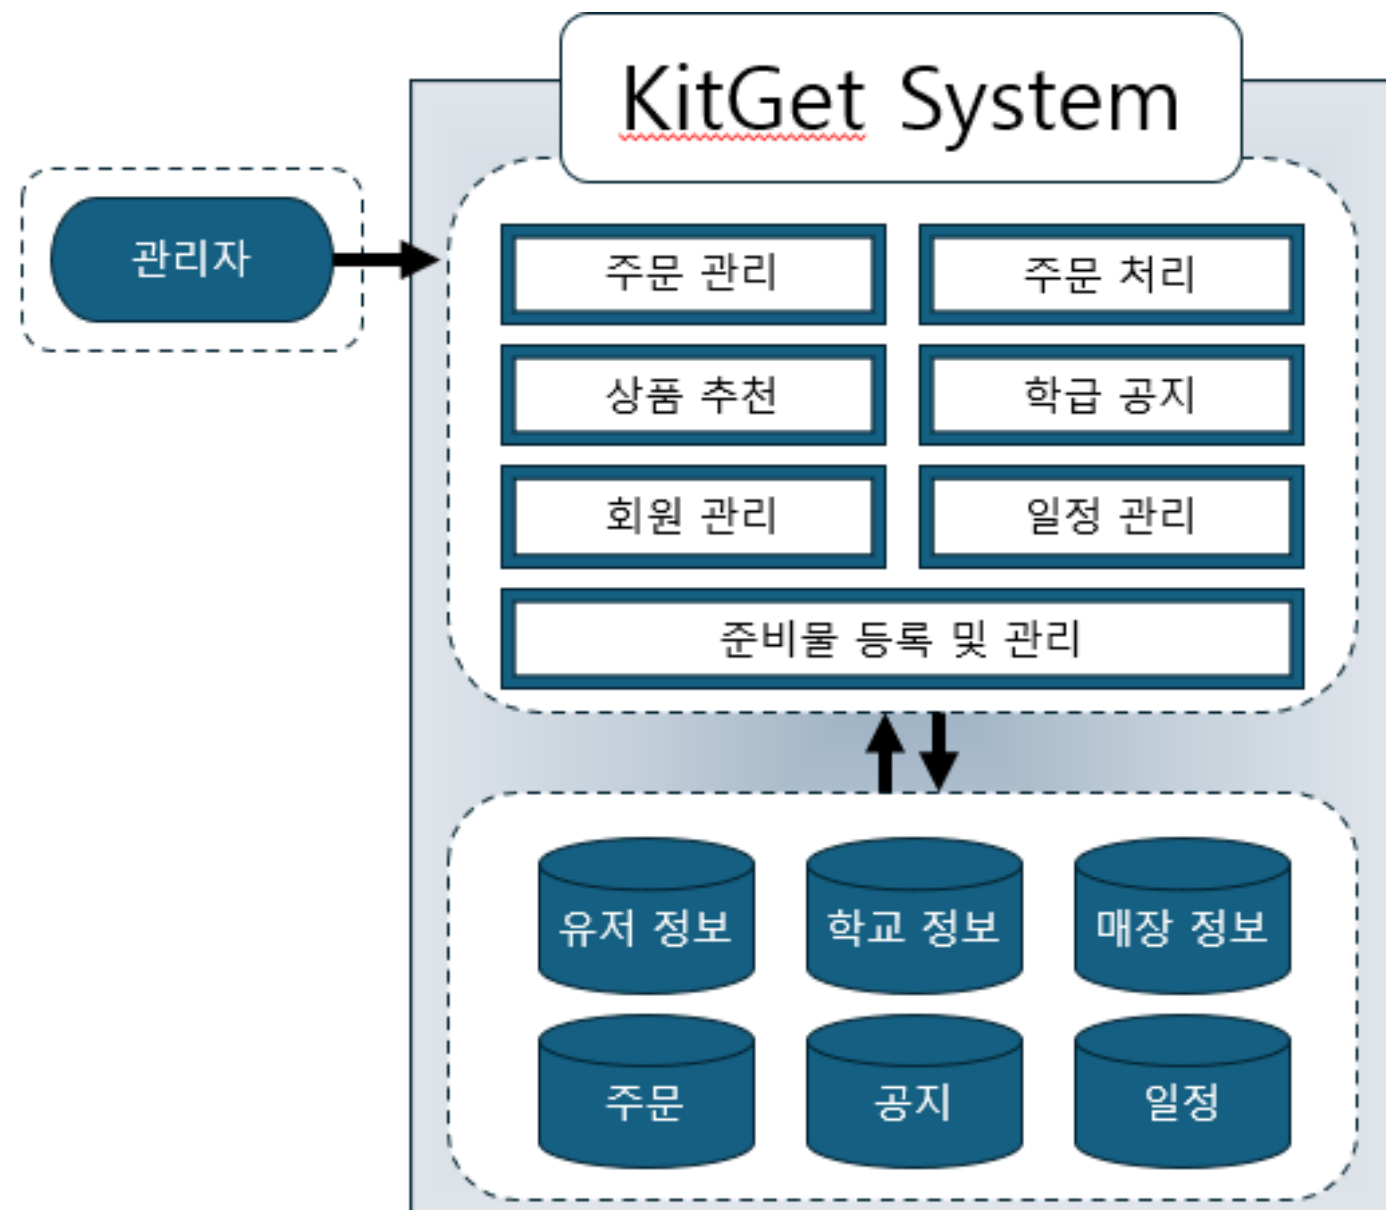 KitGet System
관리자
주문 관리
주문 처리
상품 추천
학급 공지
회원 관리
일정 관리
준비물 등록 및 관리
유저 정보
학교 정보
매장 정보
주문
공지
일정